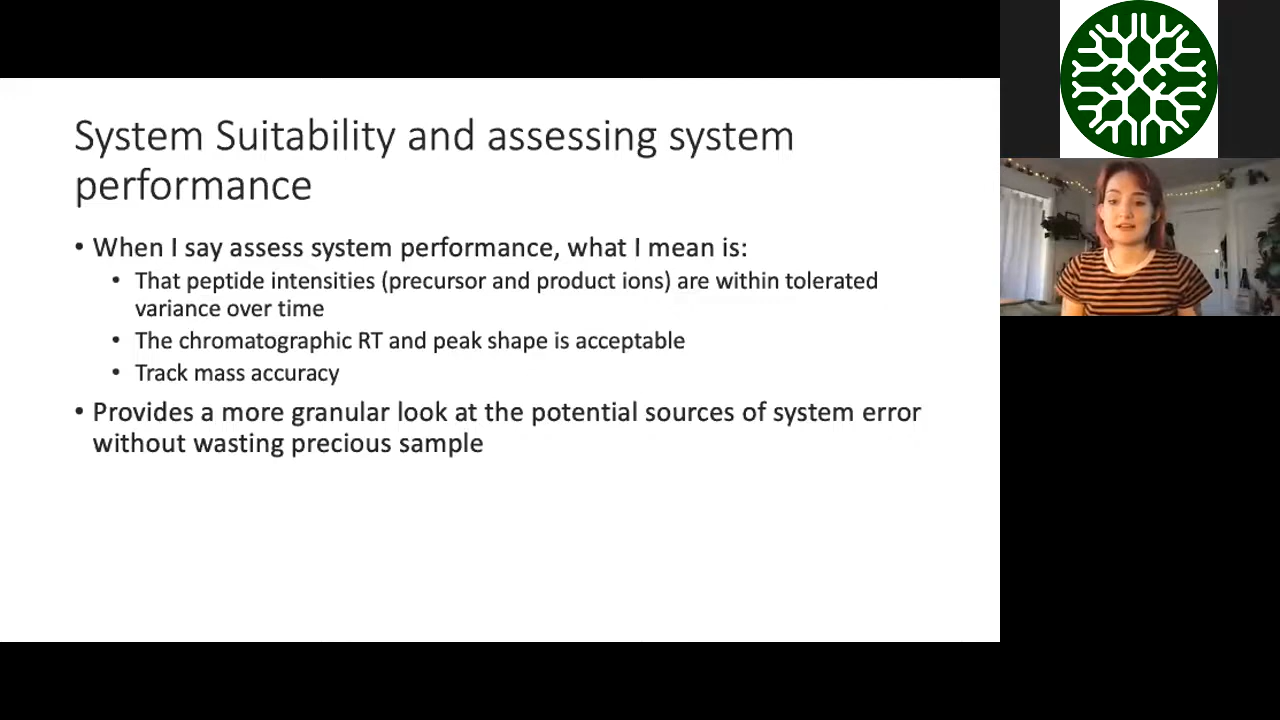 System Suitability and assessing system
performance
• When I say assess system performance, what I mean is:
• That peptide intensities (precursor and product ions) are within tolerated
variance over time
• The chromatographic RT and peak shape is acceptable
• Track mass accuracy
• Provides a more granular look at the potential sources of system error
without wasting precious sample